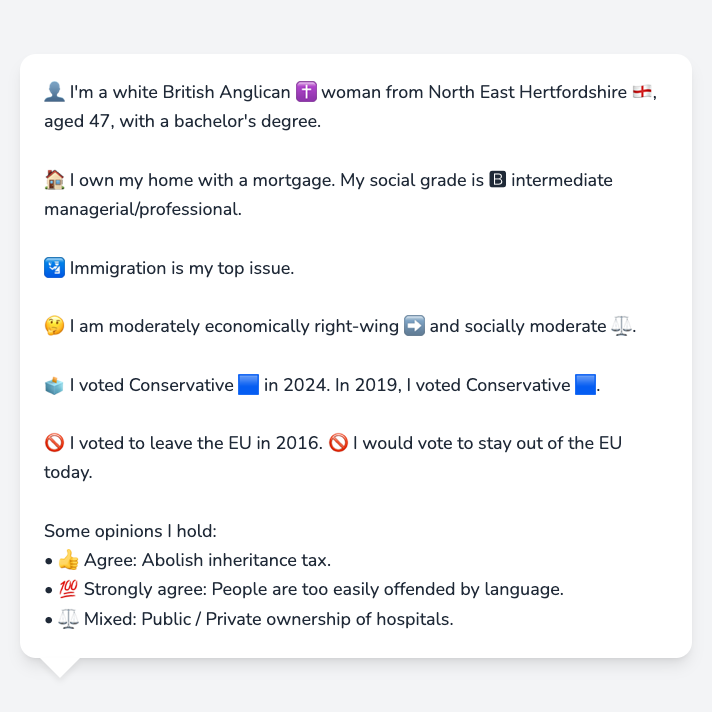 👤 I'm a white British Anglican ✝️ woman from North East Hertfordshire 🏴󠁧󠁢󠁥󠁮󠁧󠁿,
aged 47, with a bachelor's degree.
🏠 I own my home with a mortgage. My social grade is 🅱 intermediate
managerial/professional.
🛂 Immigration is my top issue.
🤔 I am moderately economically right-wing ➡️ and socially moderate ⚖️.
🗳️ I voted Conservative 🟦 in 2024. In 2019, I voted Conservative 🟦.
🚫 I voted to leave the EU in 2016. 🚫 I would vote to stay out of the EU
today.
Some opinions I hold:
• 👍 Agree: Abolish inheritance tax.
• 💯 Strongly agree: People are too easily offended by language.
• ⚖️ Mixed: Public / Private ownership of hospitals.